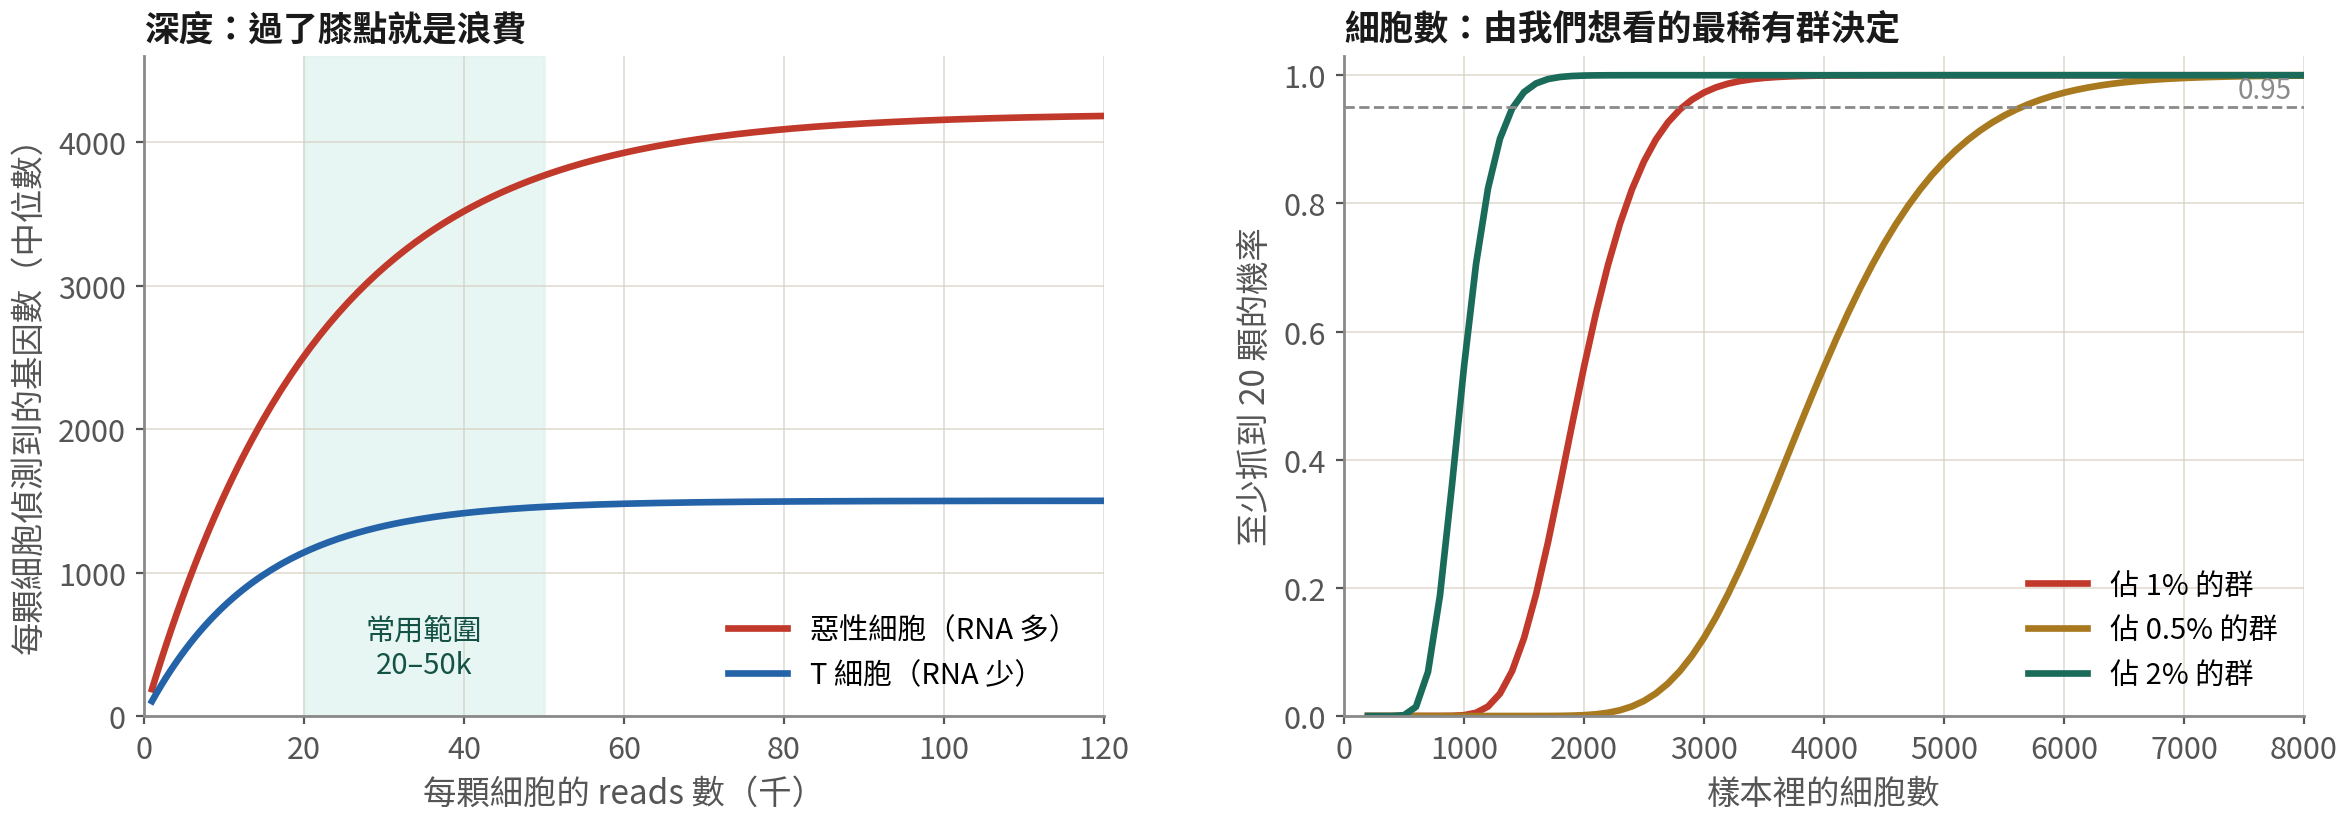 深度：過了膝點就是浪費
每顆細胞偵測到的基因數（中位數）
4000
3000
2000
1000
0
常用範圍
20–50k
惡性細胞（RNA 多）
T 細胞（RNA 少）
0 20 40 60 80 100 120
每顆細胞的 reads 數（千）
細胞數：由我們想看的最稀有群決定
至少抓到 20 顆的機率
1.0
0.8
0.6
0.4
0.2
0.0
0.95
佔 1% 的群
佔 0.5% 的群
佔 2% 的群
0 1000 2000 3000 4000 5000 6000 7000 8000
樣本裡的細胞數